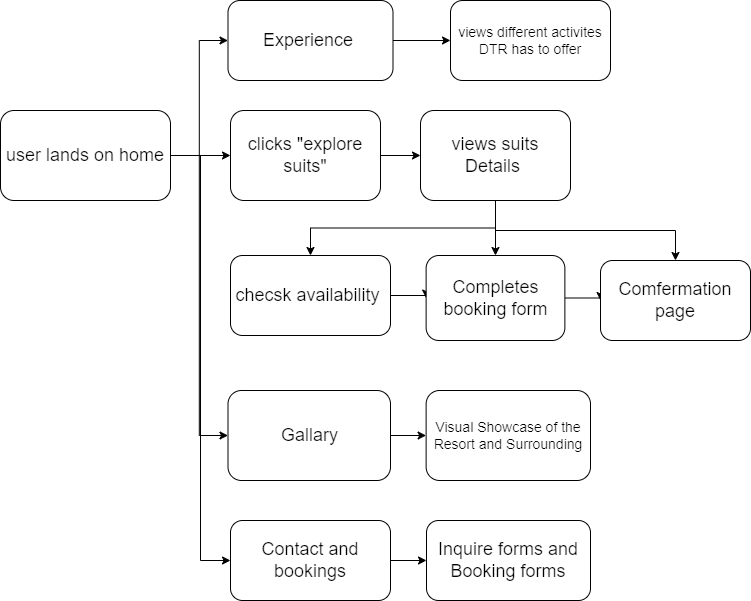 Experience
views different activites
DTR has to offer
user lands on home
clicks "explore
suits"
views suits
Details
checsk availability
Completes
booking form
Comfermation
page
Gallary
Visual Showcase of the
Resort and Surrounding
Contact and
bookings
Inquire forms and
Booking forms